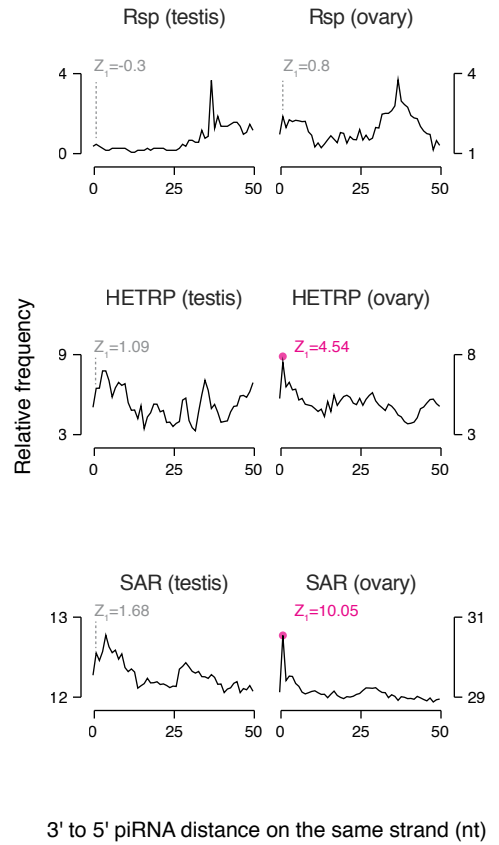 Rsp (testis)
Rsp (ovary)
Z1=-0.3
Z1=0.8
4
0
4
1
0 25 50
0 25 50
Relative frequency
HETRP (testis)
HETRP (ovary)
Z1=1.09
Z1=4.54
9
3
8
3
0 25 50
0 25 50
SAR (testis)
SAR (ovary)
Z1=1.68
Z1=10.05
13
12
31
29
0 25 50
0 25 50
3' to 5' piRNA distance on the same strand (nt)